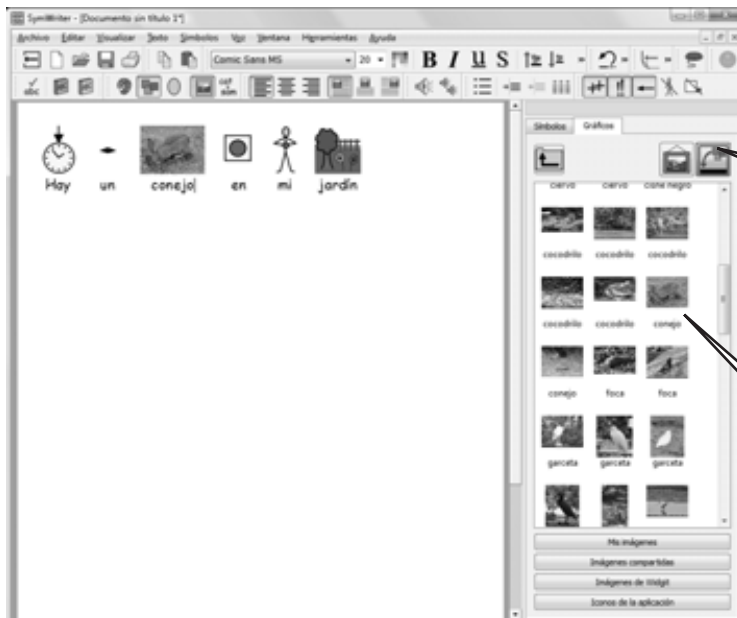 SymWriter - [Documento sin título 1*]
Archivo Editar Visualizar Texto Símbolos Voz Ventana Herramientas Ayuda
Comic Sans MS 20 B I U S
abc
Hay un conejo en mi jardín
Símbolos Gráficos
ciervo ciervo cisne negro
cocodrilo cocodrilo cocodrilo
cocodrilo cocodrilo conejo
conejo foca foca
garceta garceta garceta
Mis imágenes
Imágenes compartidas
Imágenes de Widgit
Iconos de la aplicación